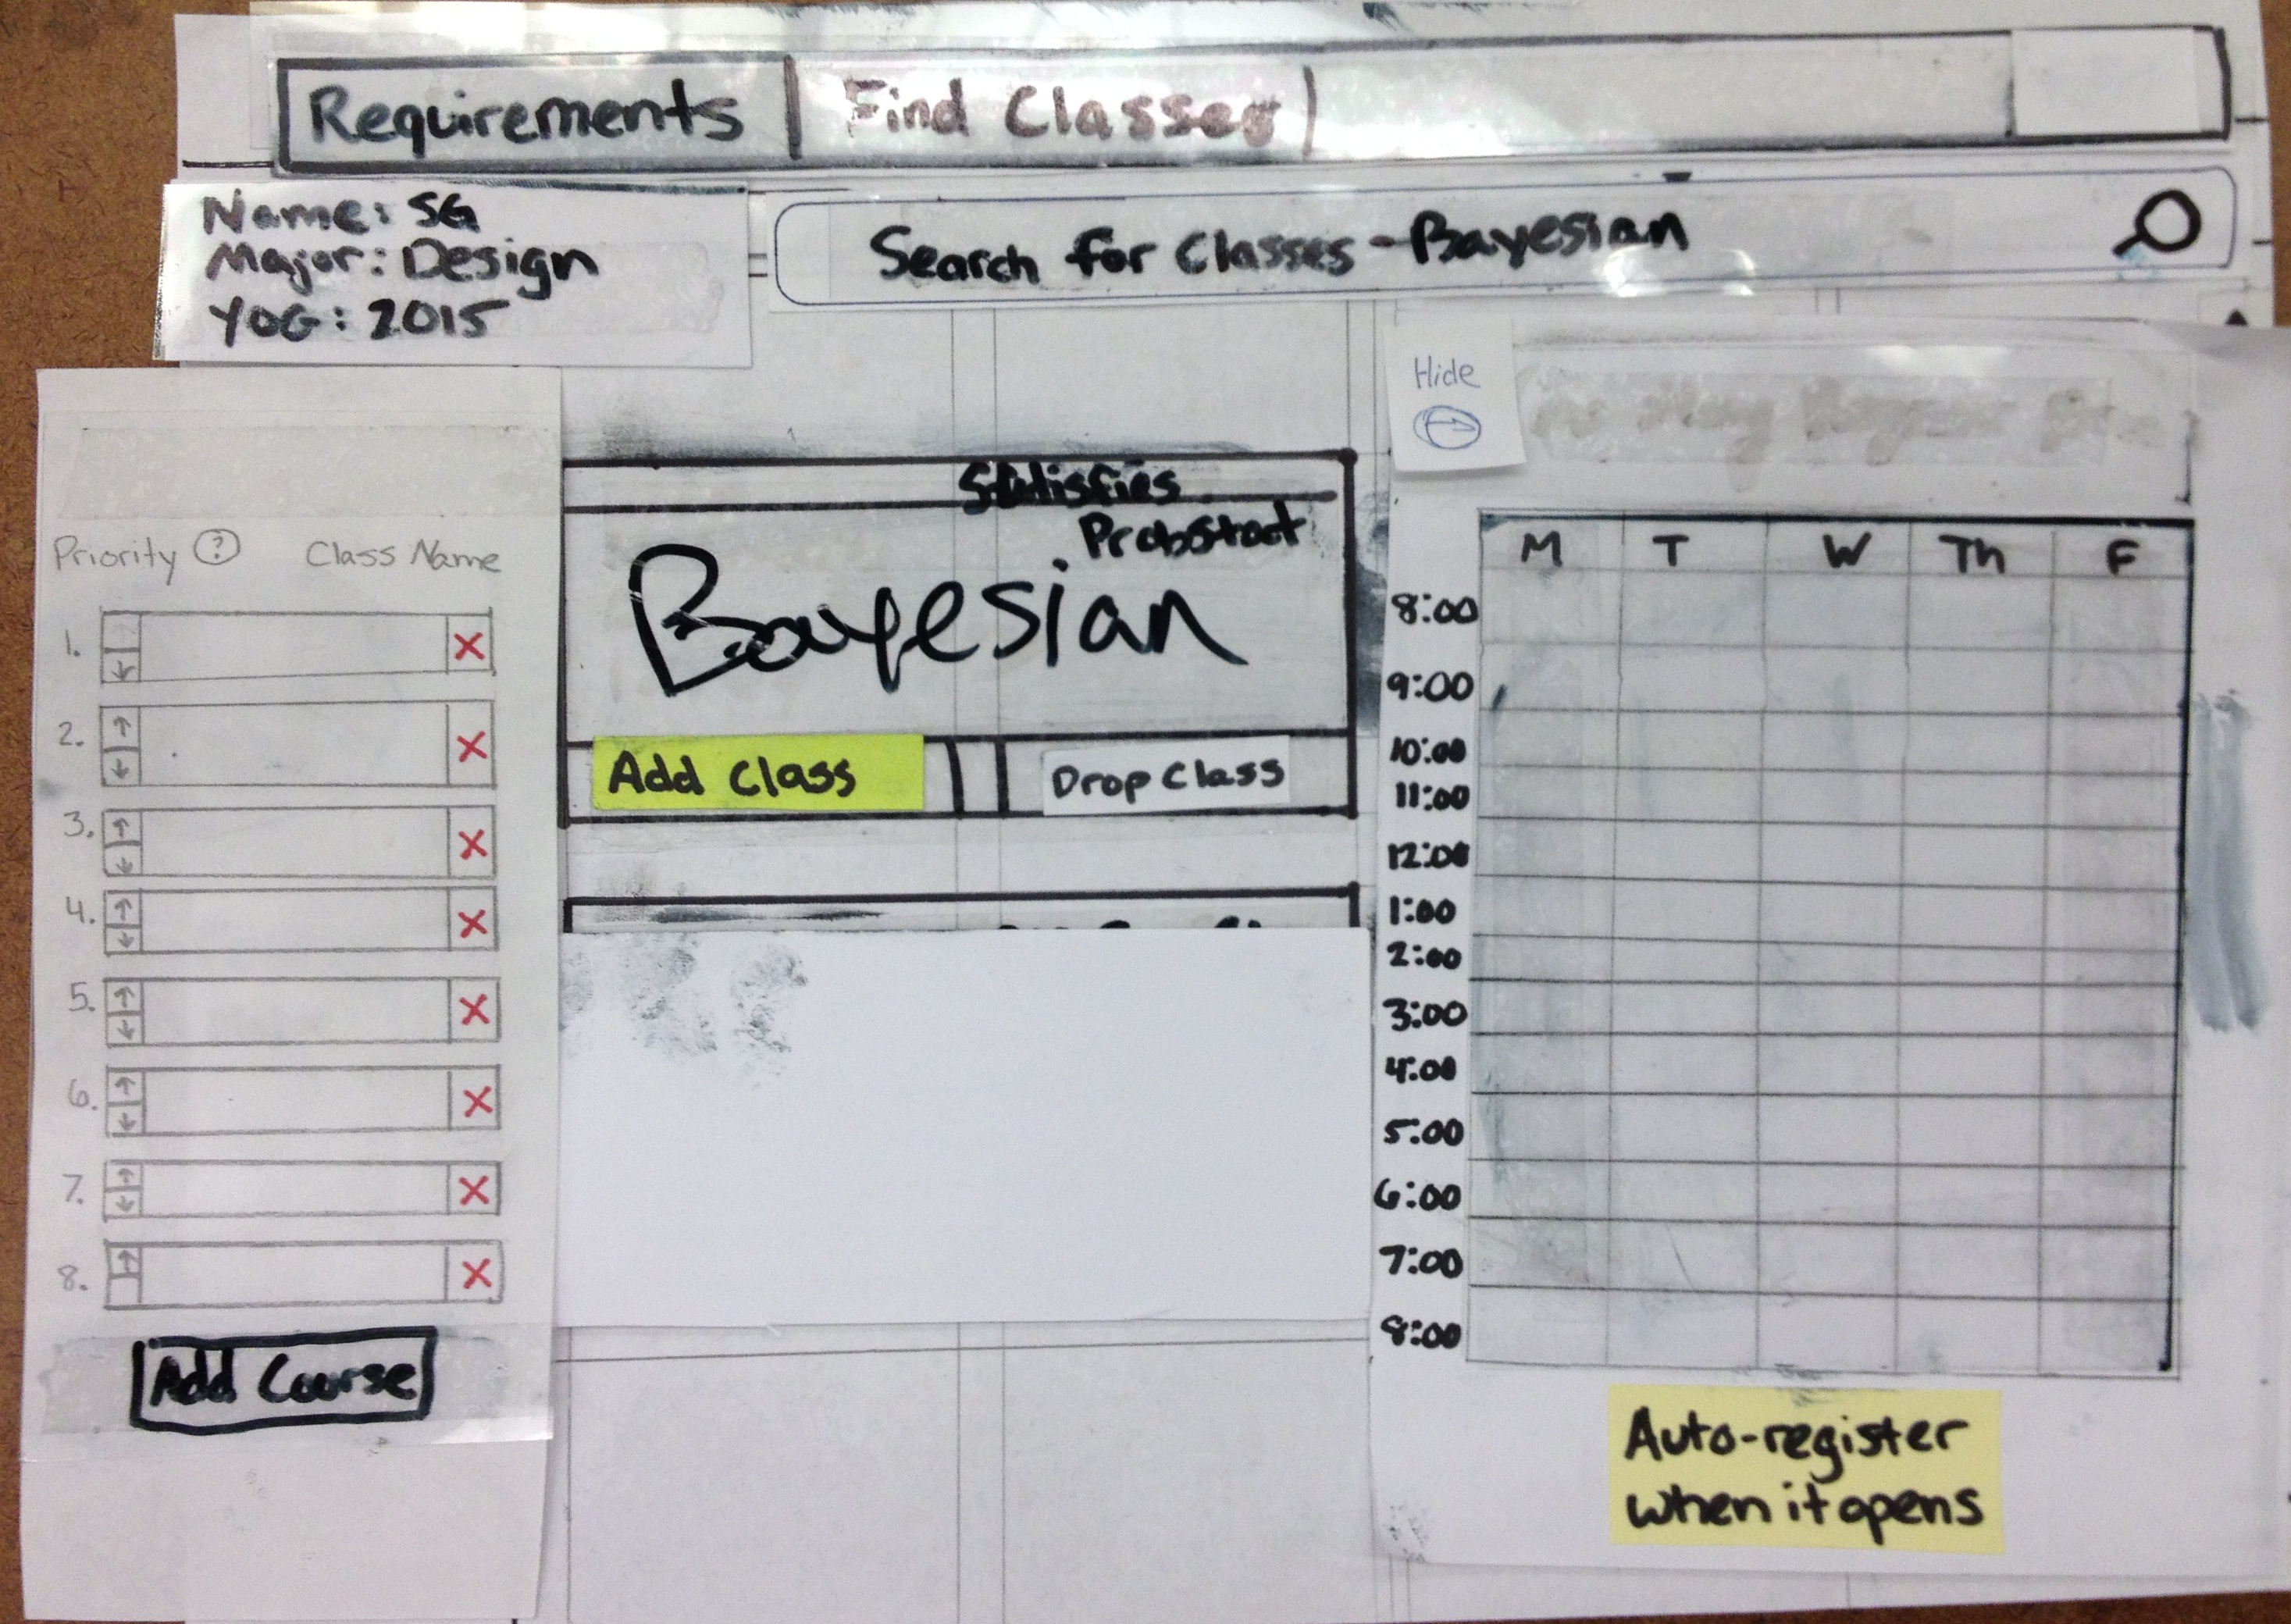 Requirements | Find Classes |
Name: SG
Major: Design
YOG: 2015
Search for Classes - Bayesian
Hide
Priority ? Class Name
1.
2.
3.
4.
5.
6.
7.
8.
Add Course
Satisfies
Probstat
Bayesian
Add Class
Drop Class
M T W Th F
8:00
9:00
10:00
11:00
12:00
1:00
2:00
3:00
4:00
5:00
6:00
7:00
8:00
Auto-register
when it opens